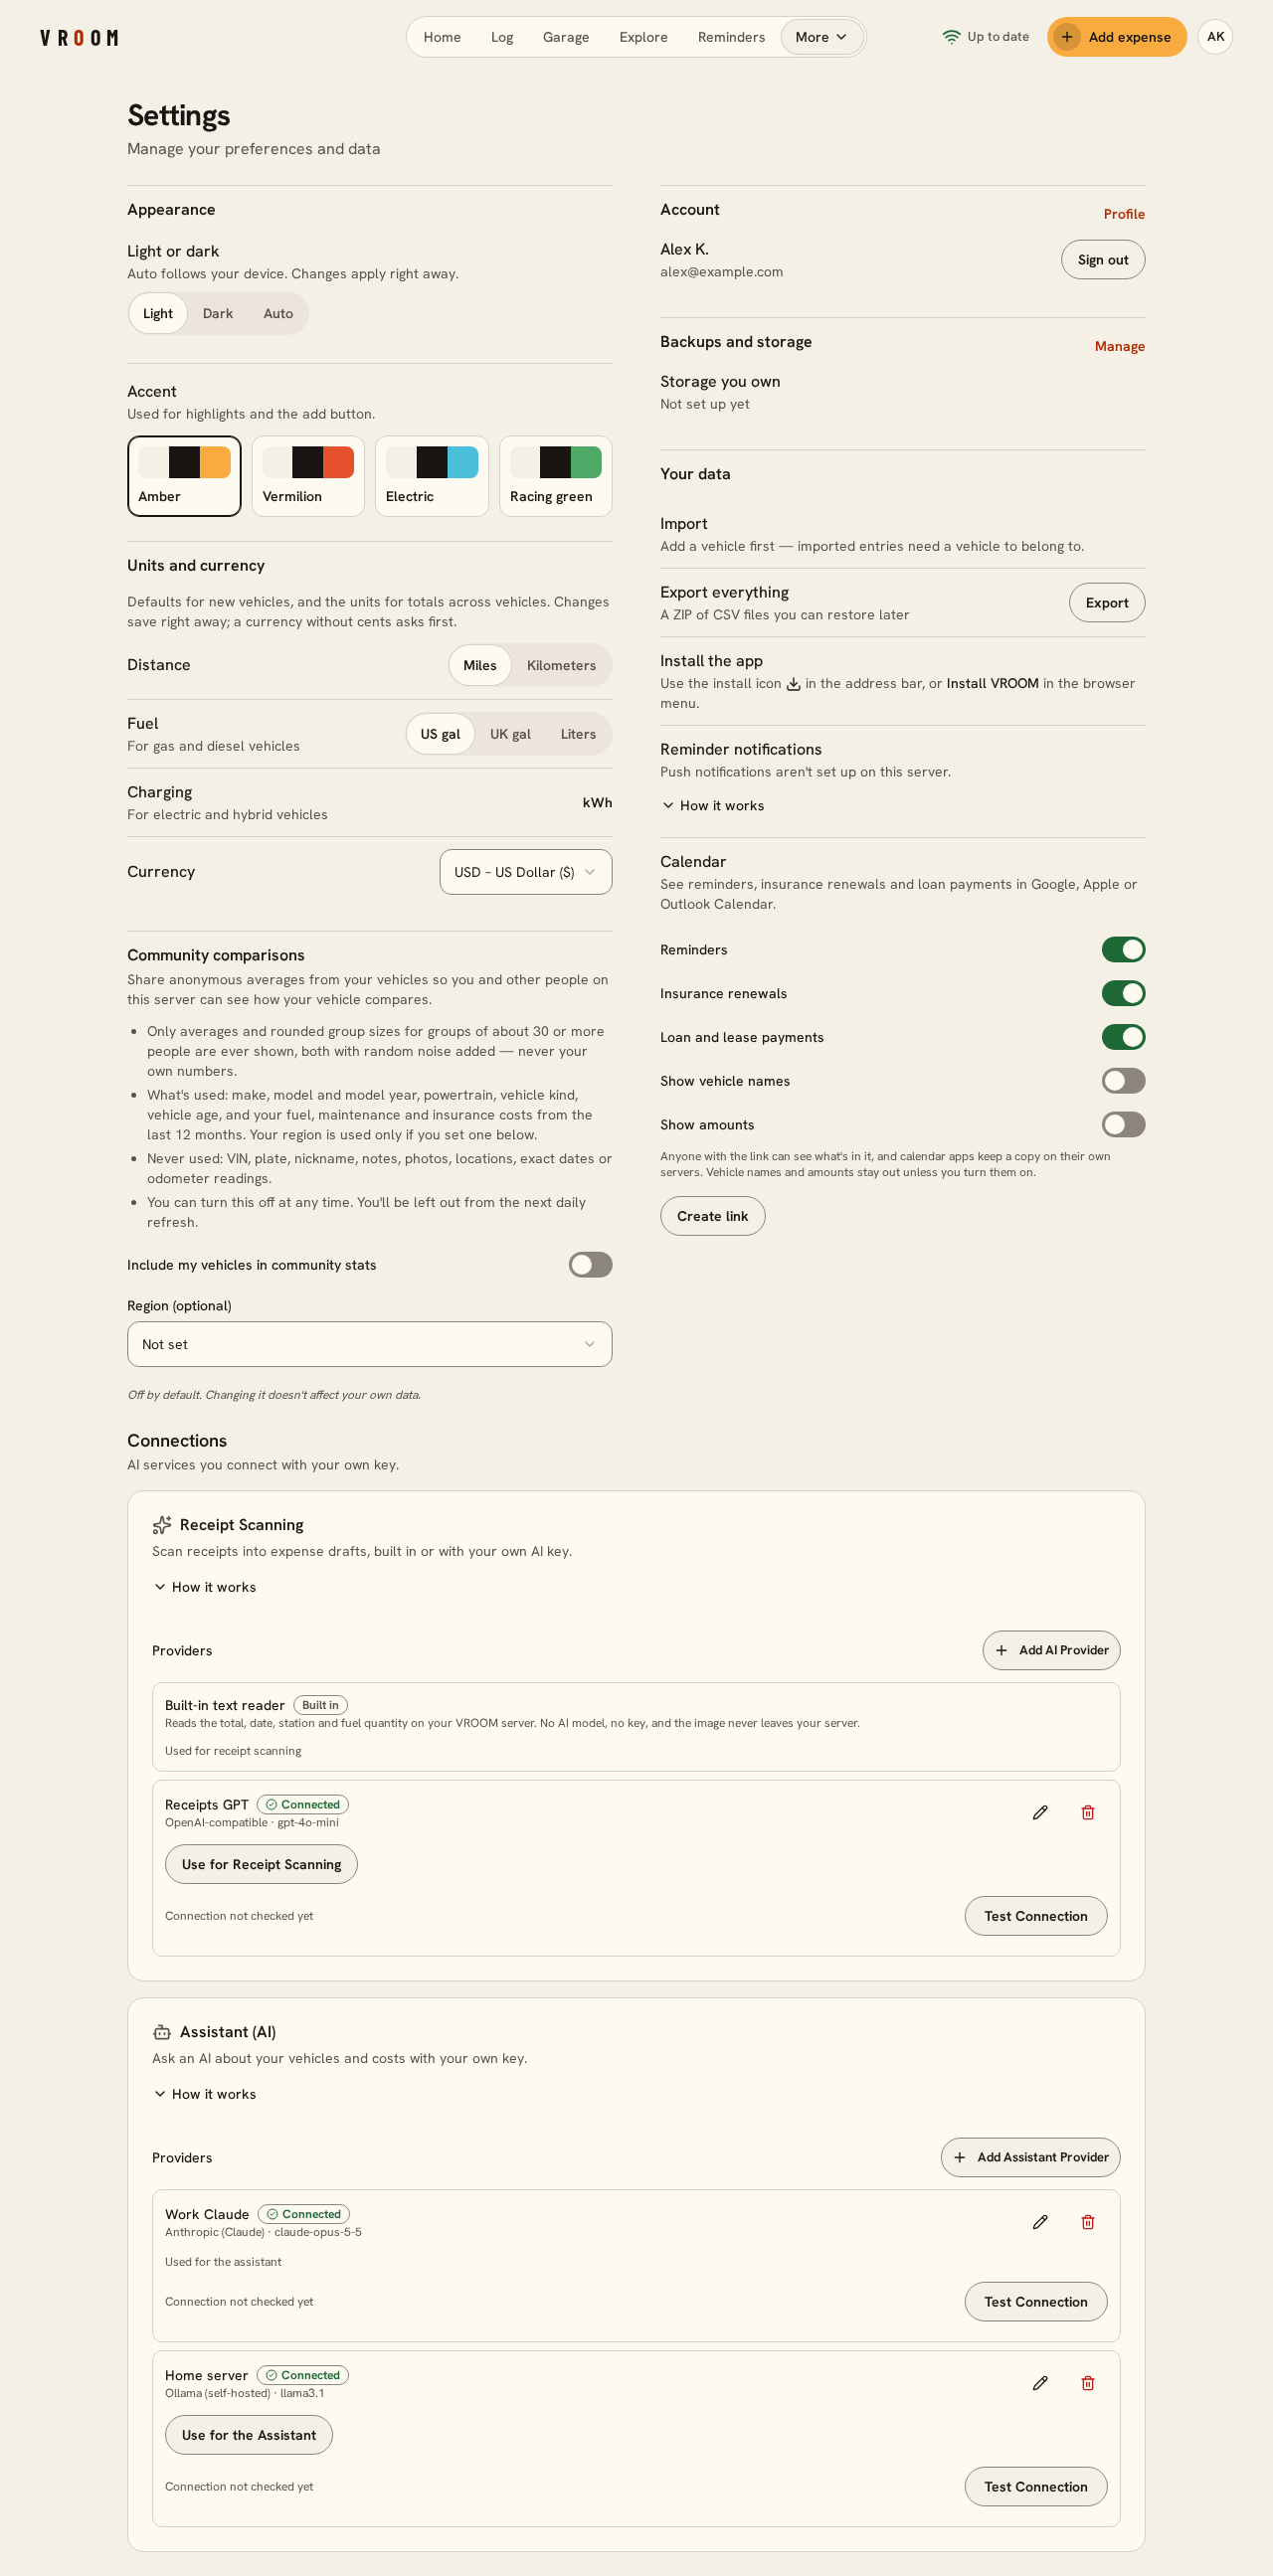 VROOM
Home
Log
Garage
Explore
Reminders
More
Up to date
Add expense
AK
Settings
Manage your preferences and data
Appearance
Light or dark
Auto follows your device. Changes apply right away.
Light
Dark
Auto
Accent
Used for highlights and the add button.
Amber
Vermilion
Electric
Racing green
Units and currency
Defaults for new vehicles, and the units for totals across vehicles. Changes
save right away; a currency without cents asks first.
Distance
Miles
Kilometers
Fuel
For gas and diesel vehicles
US gal
UK gal
Liters
Charging
For electric and hybrid vehicles
kWh
Currency
USD – US Dollar ($)
Community comparisons
Share anonymous averages from your vehicles so you and other people on
this server can see how your vehicle compares.
• Only averages and rounded group sizes for groups of about 30 or more
people are ever shown, both with random noise added — never your
own numbers.
• What's used: make, model and model year, powertrain, vehicle kind,
vehicle age, and your fuel, maintenance and insurance costs from the
last 12 months. Your region is used only if you set one below.
• Never used: VIN, plate, nickname, notes, photos, locations, exact dates or
odometer readings.
• You can turn this off at any time. You'll be left out from the next daily
refresh.
Include my vehicles in community stats
Region (optional)
Not set
Off by default. Changing it doesn't affect your own data.
Account
Profile
Alex K.
alex@example.com
Sign out
Backups and storage
Manage
Storage you own
Not set up yet
Your data
Import
Add a vehicle first — imported entries need a vehicle to belong to.
Export everything
A ZIP of CSV files you can restore later
Export
Install the app
Use the install icon in the address bar, or Install VROOM in the browser
menu.
Reminder notifications
Push notifications aren't set up on this server.
How it works
Calendar
See reminders, insurance renewals and loan payments in Google, Apple or
Outlook Calendar.
Reminders
Insurance renewals
Loan and lease payments
Show vehicle names
Show amounts
Anyone with the link can see what's in it, and calendar apps keep a copy on their own
servers. Vehicle names and amounts stay out unless you turn them on.
Create link
Connections
AI services you connect with your own key.
Receipt Scanning
Scan receipts into expense drafts, built in or with your own AI key.
How it works
Providers
Add AI Provider
Built-in text reader
Built in
Reads the total, date, station and fuel quantity on your VROOM server. No AI model, no key, and the image never leaves your server.
Used for receipt scanning
Receipts GPT
Connected
OpenAI-compatible · gpt-4o-mini
Use for Receipt Scanning
Connection not checked yet
Test Connection
Assistant (AI)
Ask an AI about your vehicles and costs with your own key.
How it works
Providers
Add Assistant Provider
Work Claude
Connected
Anthropic (Claude) · claude-opus-5-5
Used for the assistant
Connection not checked yet
Test Connection
Home server
Connected
Ollama (self-hosted) · llama3.1
Use for the Assistant
Connection not checked yet
Test Connection